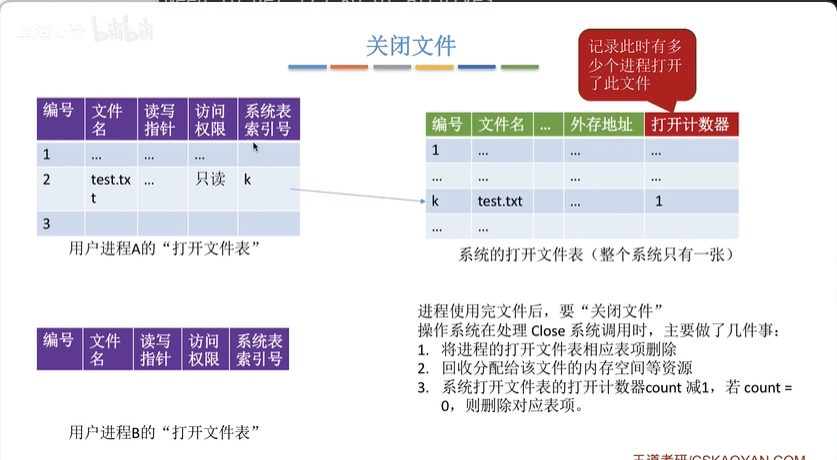 关闭文件
记录此时有多
少个进程打开
了此文件
编号 文件名 读写指针 访问权限 系统表索引号
1 … … …
2 test.txt … 只读 k
3
用户进程A的“打开文件表”
编号 文件名 … 外存地址 打开计数器
1 … … …
… … … …
k test.txt … 1
… …
系统的打开文件表（整个系统只有一张）
编号 文件名 读写指针 访问权限 系统表索引号
用户进程B的“打开文件表”
进程使用完文件后，要“关闭文件”
操作系统在处理 Close 系统调用时，主要做了几件事：
1. 将进程的打开文件表相应表项删除
2. 回收分配给该文件的内存空间等资源
3. 系统打开文件表的打开计数器count 减1，若 count =
0，则删除对应表项。
王道考研/CSKAOYAN.COM